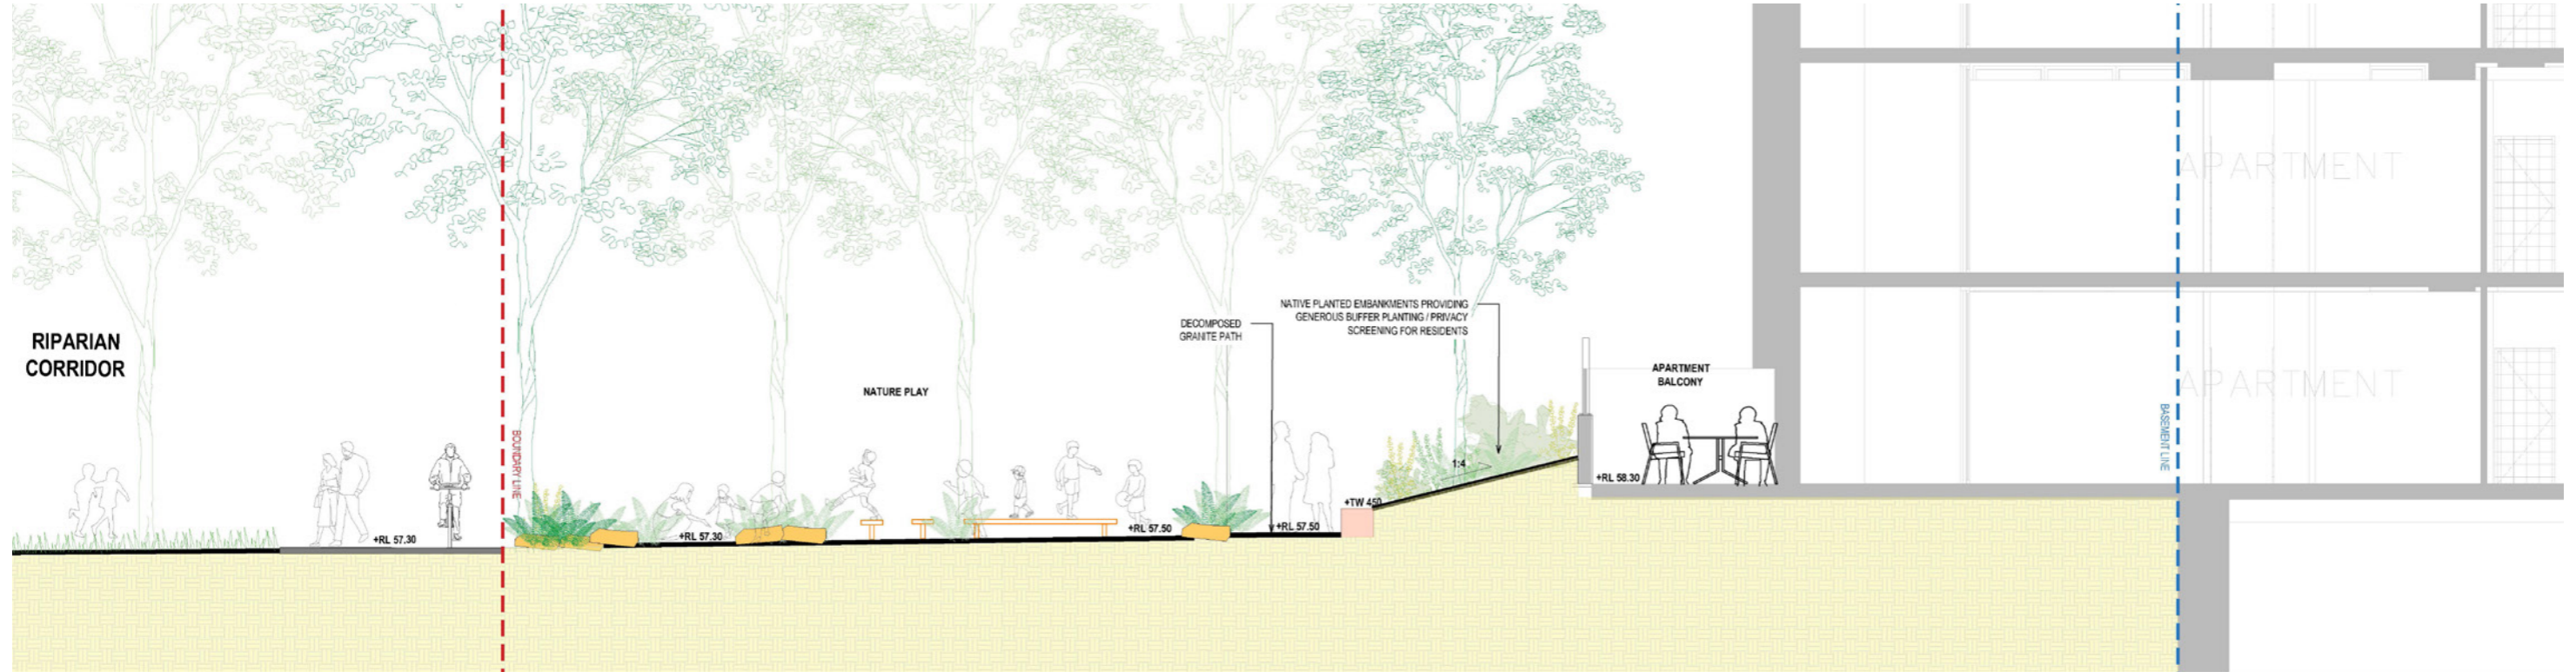 RIPARIAN
CORRIDOR
+RL 57.30
BOUNDARY LINE
+RL 57.30
NATURE PLAY
+RL 57.50
DECOMPOSED
GRANITE PATH
+RL 57.50
NATIVE PLANTED EMBANKMENTS PROVIDING
GENEROUS BUFFER PLANTING / PRIVACY
SCREENING FOR RESIDENTS
+TW 450
1:4
+RL 58.30
APARTMENT
BALCONY
BASEMENT LINE
APARTMENT
APARTMENT